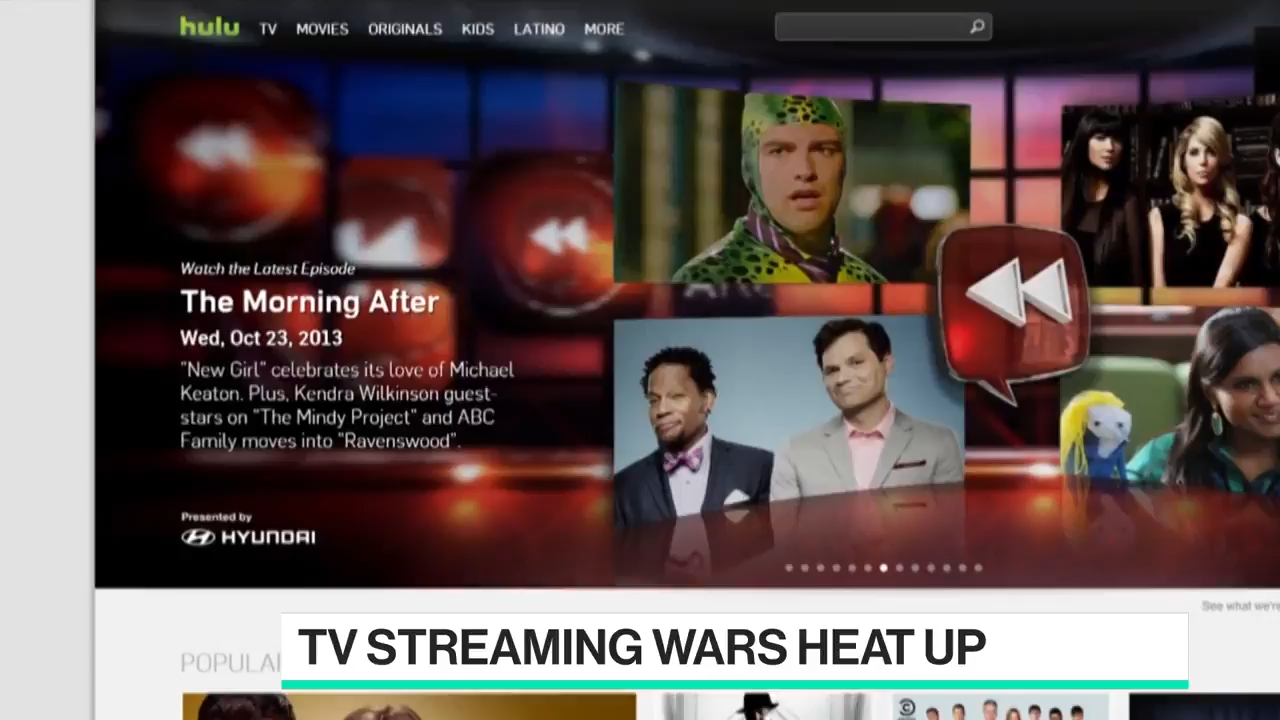 hulu TV MOVIES ORIGINALS KIDS LATINO MORE
Watch the Latest Episode
The Morning After
Wed, Oct 23, 2013
"New Girl" celebrates its love of Michael
Keaton. Plus, Kendra Wilkinson guest-
stars on "The Mindy Project" and ABC
Family moves into "Ravenswood".
Presented by
HYUNDAI
See what we're
POPULA
TV STREAMING WARS HEAT UP